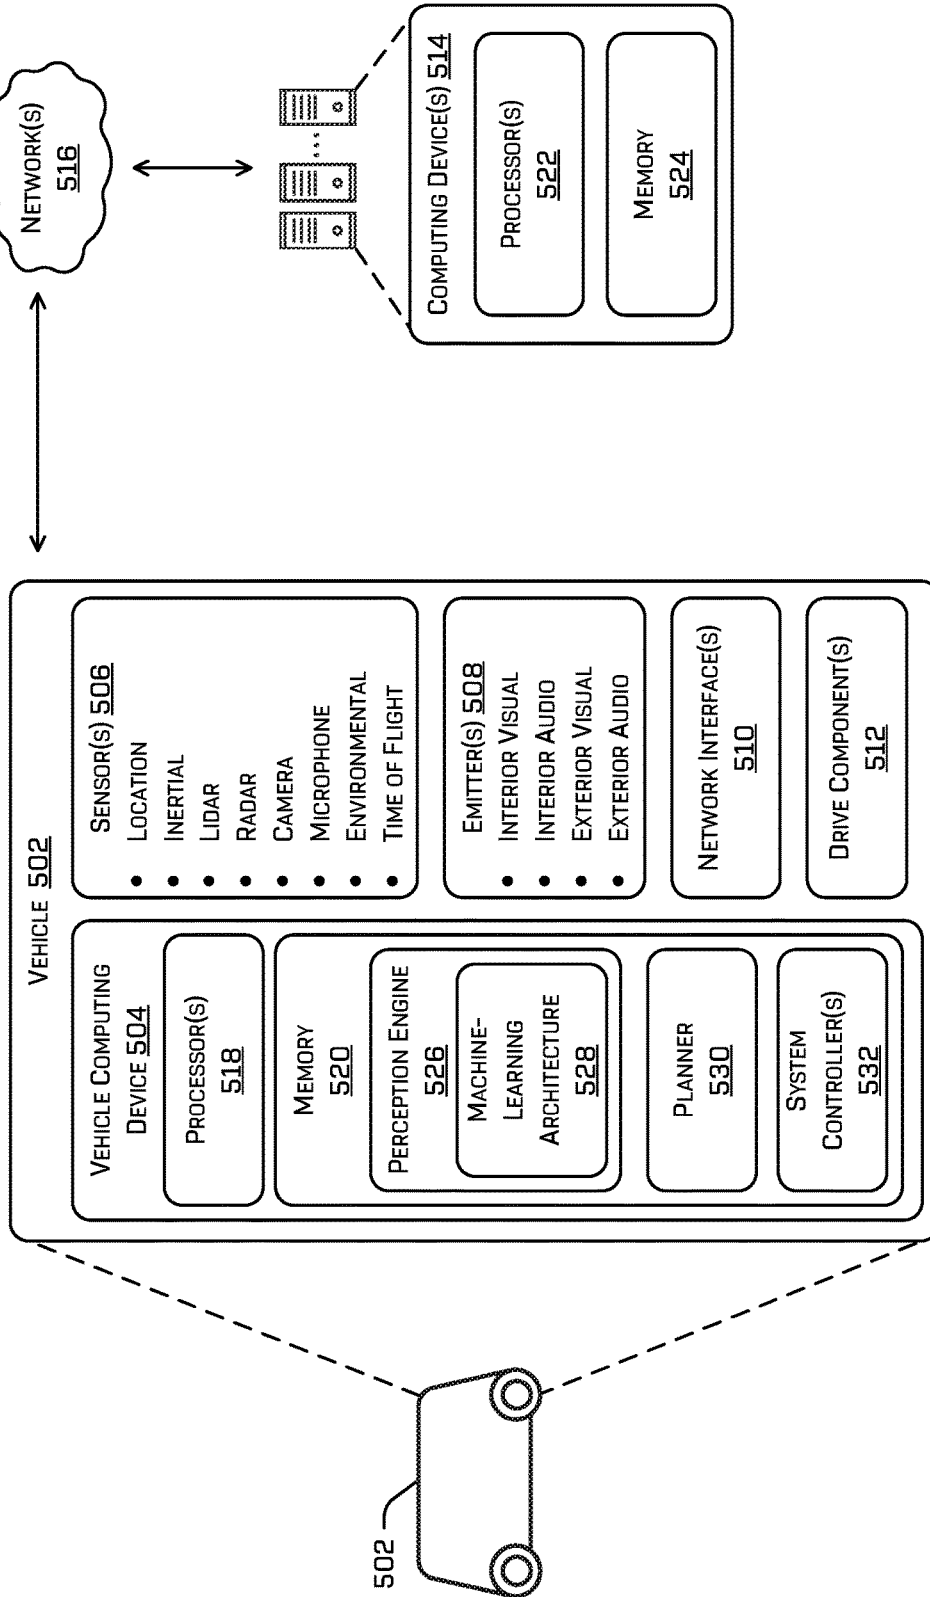 502
VEHICLE 502
VEHICLE COMPUTING
DEVICE 504
PROCESSOR(S)
518
MEMORY
520
PERCEPTION ENGINE
526
MACHINE-
LEARNING
ARCHITECTURE
528
PLANNER
530
SYSTEM
CONTROLLER(S)
532
SENSOR(S) 506
• LOCATION
• INERTIAL
• LIDAR
• RADAR
• CAMERA
• MICROPHONE
• ENVIRONMENTAL
• TIME OF FLIGHT
EMITTER(S) 508
• INTERIOR VISUAL
• INTERIOR AUDIO
• EXTERIOR VISUAL
• EXTERIOR AUDIO
NETWORK INTERFACE(S)
510
DRIVE COMPONENT(S)
512
NETWORK(S)
516
COMPUTING DEVICE(S) 514
PROCESSOR(S)
522
MEMORY
524